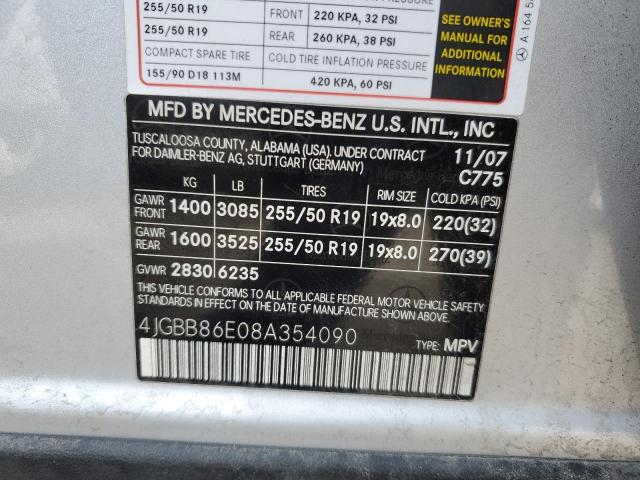 255/50 R19 FRONT 220 KPA, 32 PSI
255/50 R19 REAR 260 KPA, 38 PSI
COMPACT SPARE TIRE COLD TIRE INFLATION PRESSURE
155/90 D18 113M 420 KPA, 60 PSI
SEE OWNER'S
MANUAL FOR
ADDITIONAL
INFORMATION
A 164 58
MFD BY MERCEDES-BENZ U.S. INTL., INC
TUSCALOOSA COUNTY, ALABAMA (USA). UNDER CONTRACT 11/07
FOR DAIMLER-BENZ AG, STUTTGART (GERMANY) C775
KG LB TIRES RIM SIZE COLD KPA (PSI)
GAWR FRONT 1400 3085 255/50 R19 19x8.0 220(32)
GAWR REAR 1600 3525 255/50 R19 19x8.0 270(39)
GVWR 2830 6235
THIS VEHICLE CONFORMS TO ALL APPLICABLE FEDERAL MOTOR VEHICLE SAFETY
STANDARDS IN EFFECT ON THE DATE OF MANUFACTURE SHOWN ABOVE.
4JGBB86E08A354090 TYPE: MPV